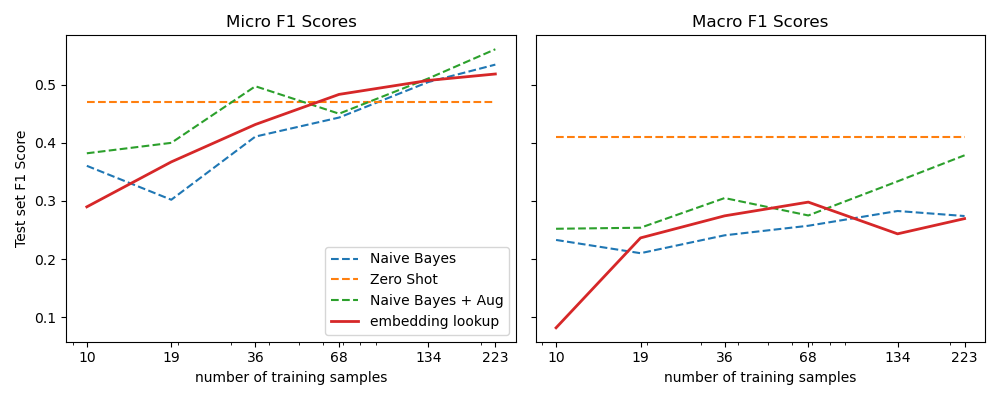 Micro F1 Scores
Macro F1 Scores
Test set F1 Score
0.5
0.4
0.3
0.2
0.1
Naive Bayes
Zero Shot
Naive Bayes + Aug
embedding lookup
10 19 36 68 134 223
number of training samples
10 19 36 68 134 223
number of training samples